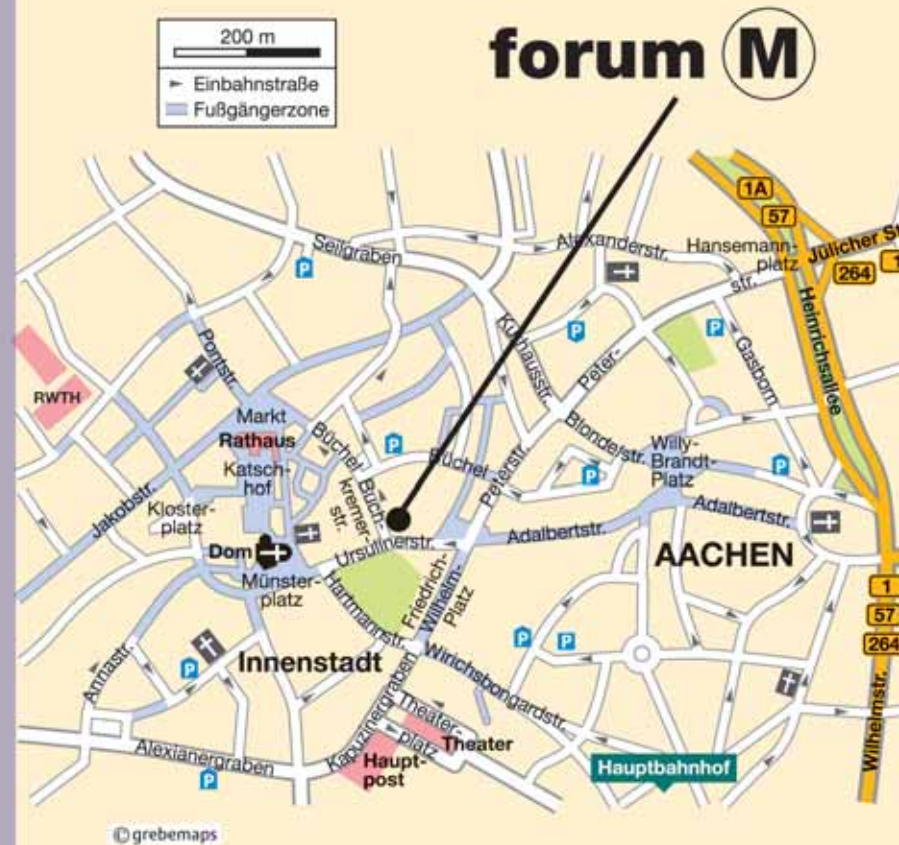 200 m
Einbahnstraße
Fußgängerzone
forum M
1A
57
Seilgraben
Alexanderstr.
Hansemann-
platz
Jülicher St
264
1
Kurhausstr.
Peter-
str.
Heinrichsallee
Gasborn
Pontstr.
RWTH
Markt
Rathaus
Katsch-
hof
Büchel
Büchel
Blondelstr.
Willy-
Brandt-
Platz
Peterstr.
Jakobstr.
Kloster-
platz
Buch-
kremer-
str.
Adalbertstr.
Adalbertstr.
Dom
Ursulinerstr.
AACHEN
Münster-
platz
Hartmannstr.
Friedrich-
Wilhelm-
Platz
1
57
264
Innenstadt
Annastr.
Wirichsbongardstr.
Kapuzinergraben
Theater-
platz
Theater
Wilhelmstr.
Alexianergraben
Haupt-
post
Hauptbahnhof
P
P
P
P
P
P
P
P
P
P
© grebemaps